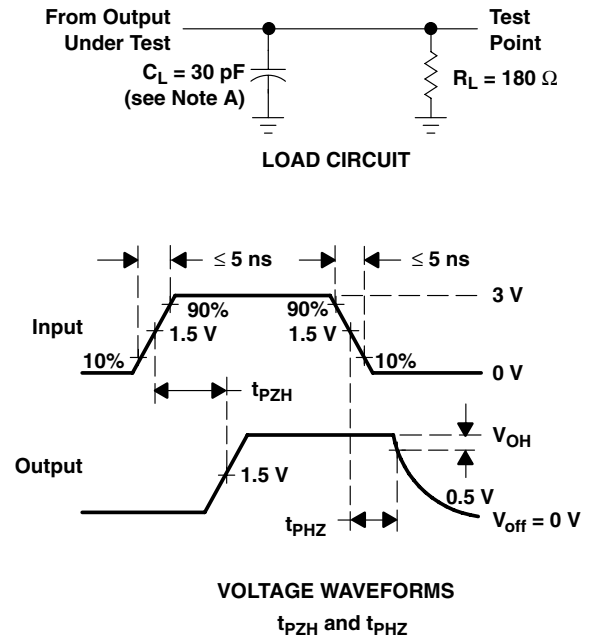 From Output
Under Test
Test
Point
C_L = 30 pF
(see Note A)
R_L = 180 Ω
LOAD CIRCUIT
≤ 5 ns
≤ 5 ns
3 V
90%
90%
Input
1.5 V
1.5 V
10%
10%
0 V
t_PZH
V_OH
Output
1.5 V
0.5 V
t_PHZ
V_off = 0 V
VOLTAGE WAVEFORMS
t_PZH and t_PHZ